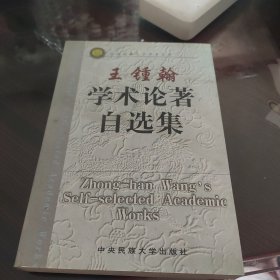 王锺翰
学术论著
自选集
Zhong-han Wang's
Self-selected Academic
Works
中央民族大学出版社